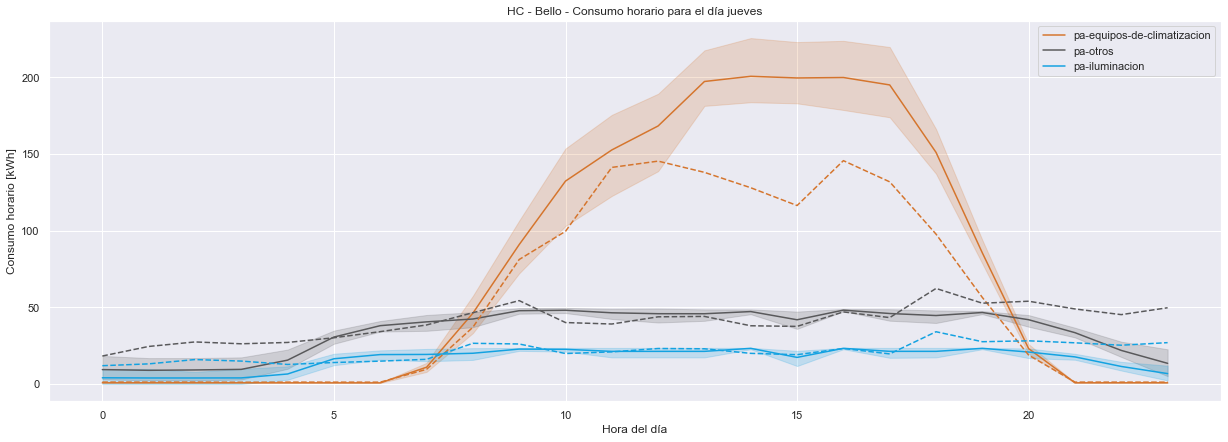 HC - Bello - Consumo horario para el día jueves
pa-equipos-de-climatizacion
pa-otros
pa-iluminacion
Consumo horario [kWh]
200
150
100
50
0
0 5 10 15 20
Hora del día